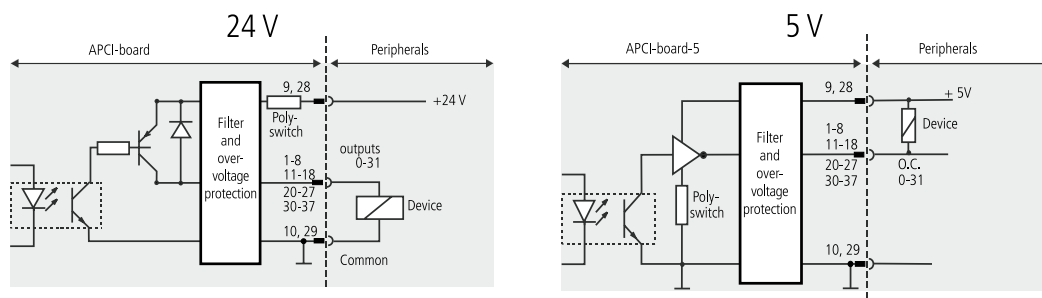 24 V
APCI-board
Peripherals
9, 28
+24 V
Poly-
switch
Filter
and
over-
voltage
protection
outputs
0-31
1-8
11-18
20-27
30-37
Device
10, 29
Common
5 V
APCI-board-5
Peripherals
9, 28
+ 5V
Device
Filter
and
over-
voltage
protection
1-8
11-18
20-27
30-37
O.C.
0-31
Poly-
switch
10, 29